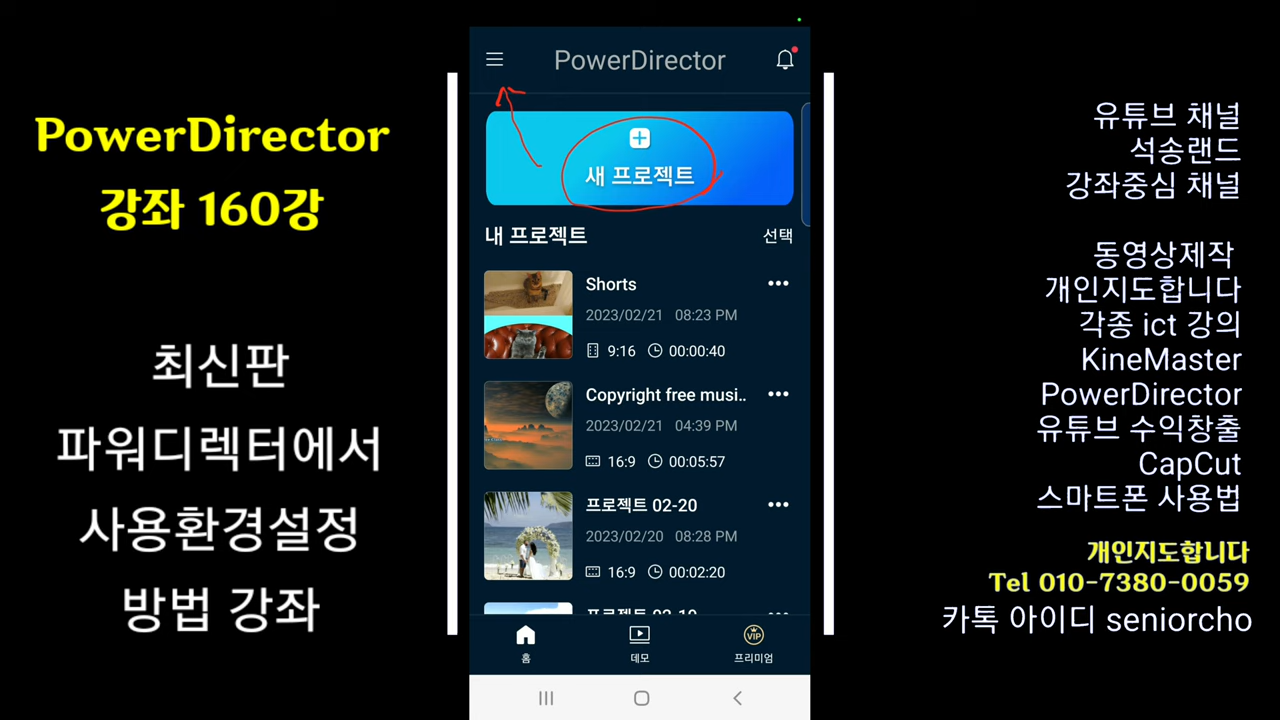 PowerDirector
강좌 160강
최신판
파워디렉터에서
사용환경설정
방법 강좌
PowerDirector
새 프로젝트
내 프로젝트
선택
Shorts
2023/02/21 08:23 PM
9:16 00:00:40
Copyright free musi..
2023/02/21 04:39 PM
16:9 00:05:57
프로젝트 02-20
2023/02/20 08:28 PM
16:9 00:02:20
홈
데모
VIP
프리미엄
유튜브 채널
석송랜드
강좌중심 채널
동영상제작
개인지도합니다
각종 ict 강의
KineMaster
PowerDirector
유튜브 수익창출
CapCut
스마트폰 사용법
개인지도합니다
Tel 010-7380-0059
카톡 아이디 seniorcho